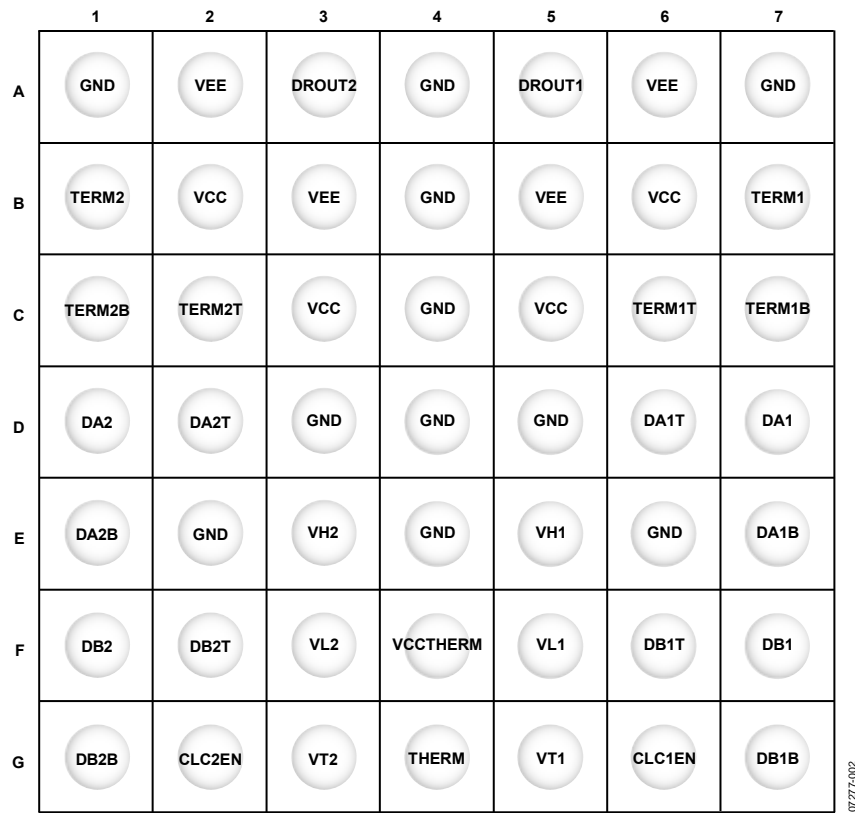 1 2 3 4 5 6 7
A GND VEE DROUT2 GND DROUT1 VEE GND
B TERM2 VCC VEE GND VEE VCC TERM1
C TERM2B TERM2T VCC GND VCC TERM1T TERM1B
D DA2 DA2T GND GND GND DA1T DA1
E DA2B GND VH2 GND VH1 GND DA1B
F DB2 DB2T VL2 VCCTHERM VL1 DB1T DB1
G DB2B CLC2EN VT2 THERM VT1 CLC1EN DB1B
07277-002